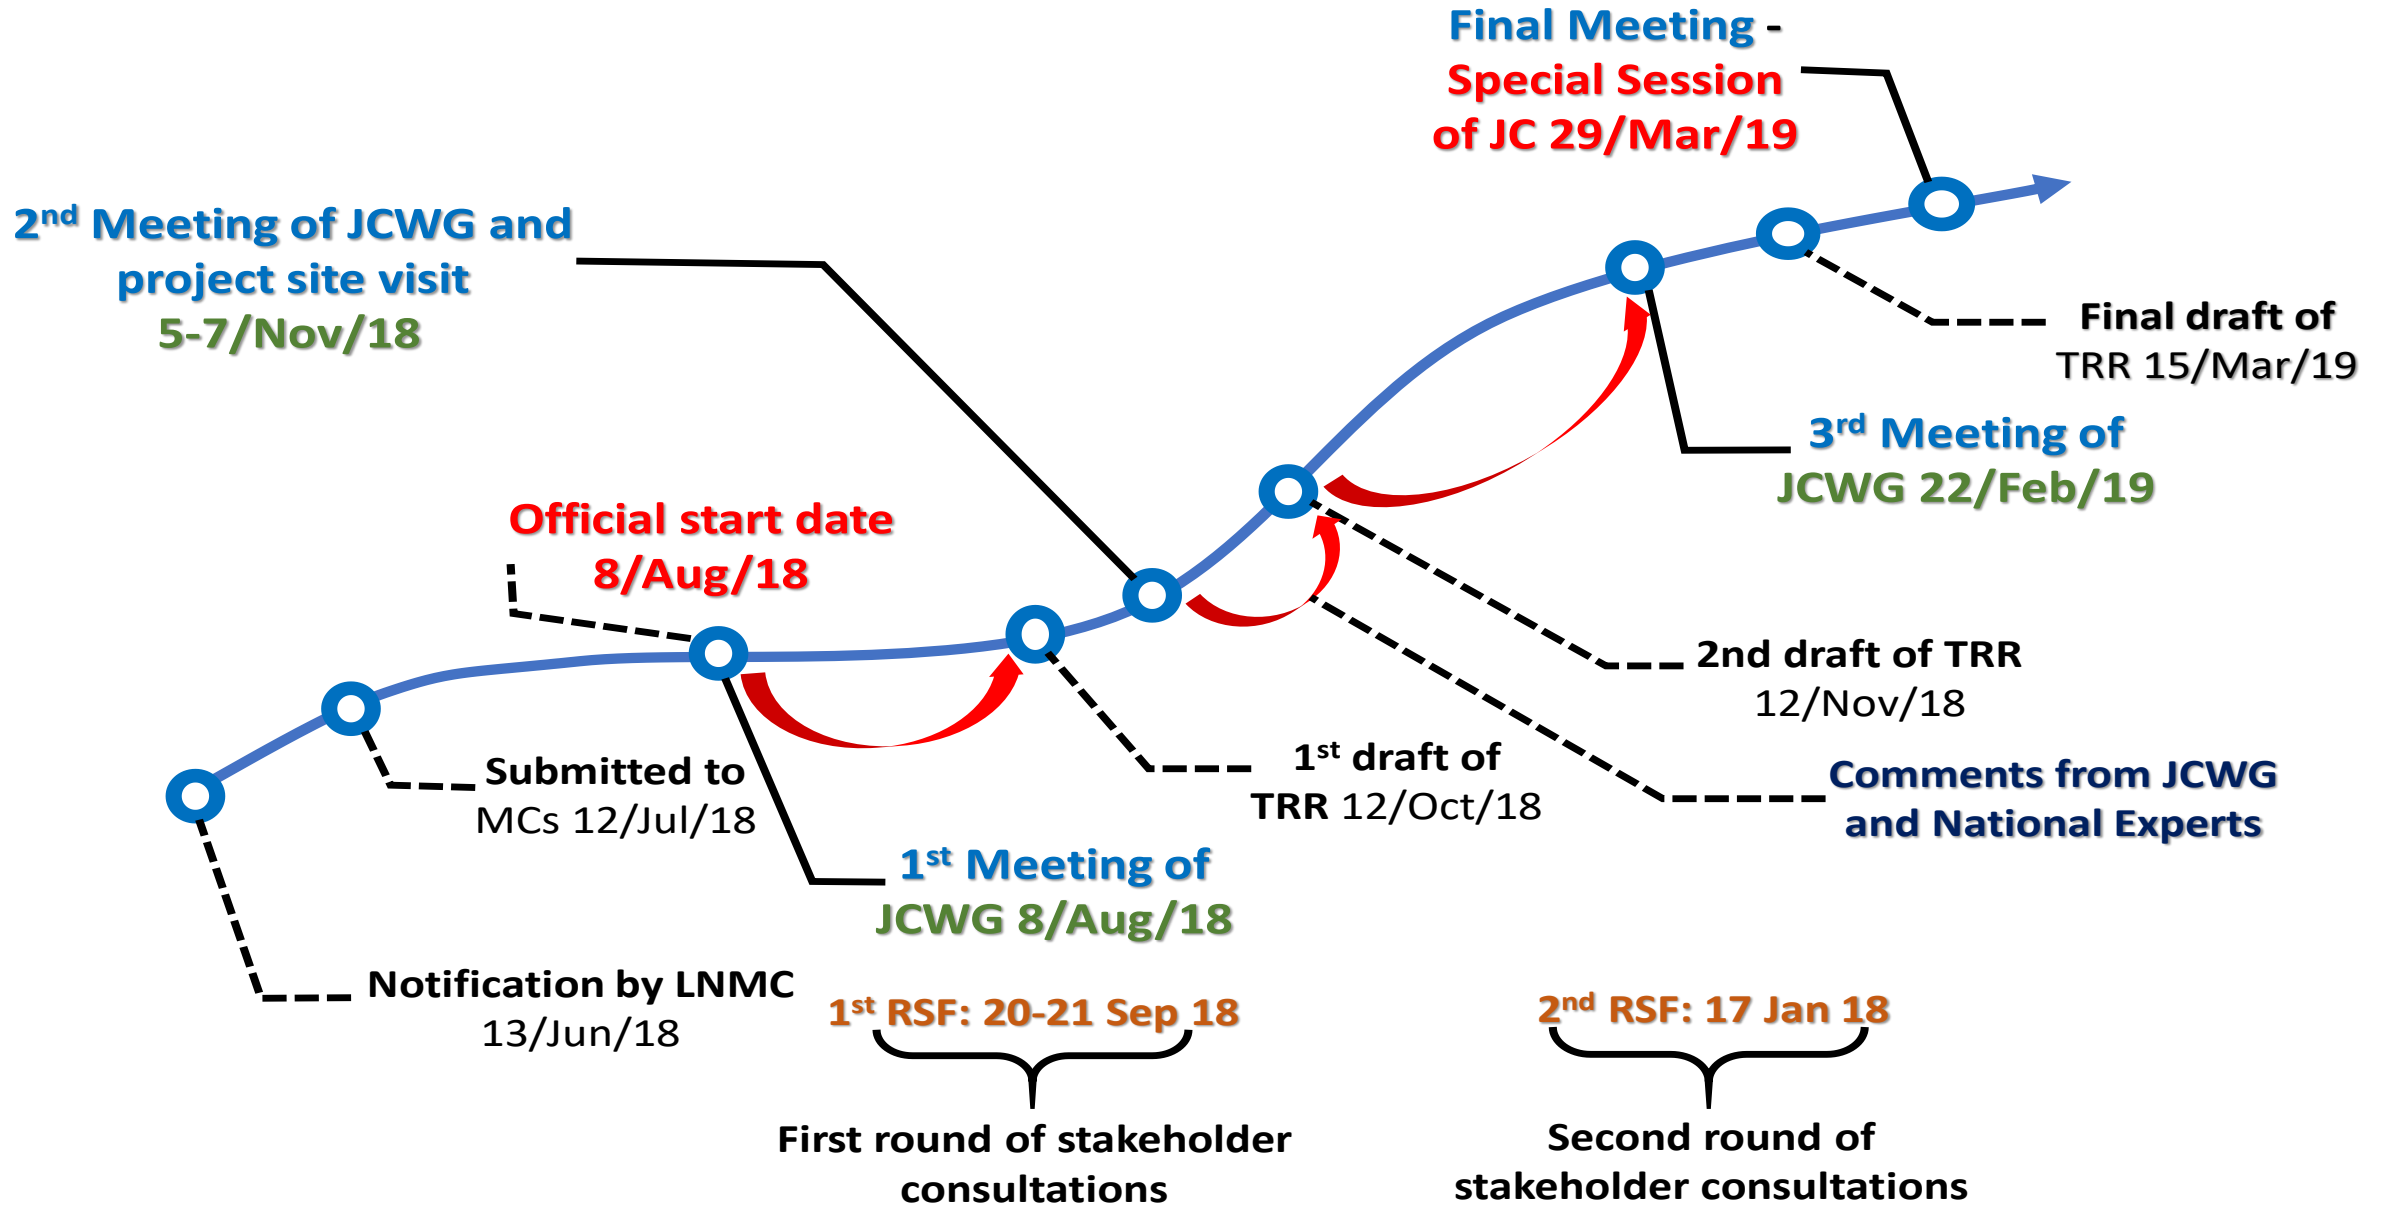 Final Meeting -
Special Session
of JC 29/Mar/19
2nd Meeting of JCWG and
project site visit
5-7/Nov/18
Final draft of
TRR 15/Mar/19
3rd Meeting of
JCWG 22/Feb/19
Official start date
8/Aug/18
2nd draft of TRR
12/Nov/18
Submitted to
MCs 12/Jul/18
1st draft of
TRR 12/Oct/18
Comments from JCWG
and National Experts
1st Meeting of
JCWG 8/Aug/18
Notification by LNMC
13/Jun/18
1st RSF: 20-21 Sep 18
2nd RSF: 17 Jan 18
First round of stakeholder
consultations
Second round of
stakeholder consultations